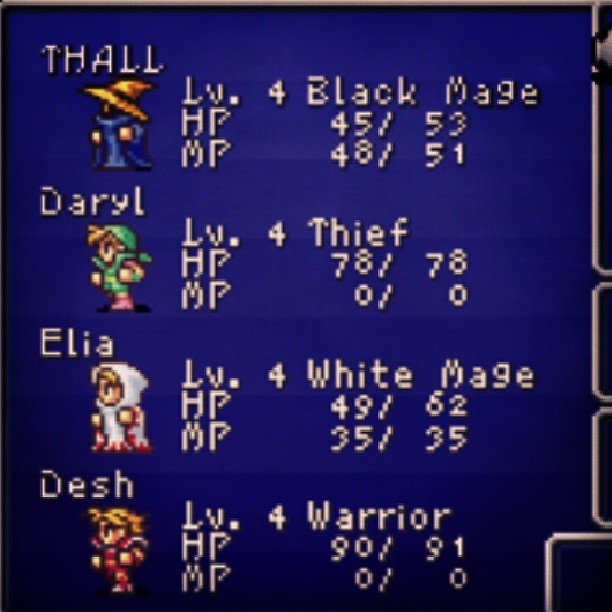 THALL
Lv. 4 Black Mage
HP 45/ 53
MP 48/ 51
Daryl
Lv. 4 Thief
HP 78/ 78
MP 0/ 0
Elia
Lv. 4 White Mage
HP 49/ 62
MP 35/ 35
Desh
Lv. 4 Warrior
HP 90/ 91
MP 0/ 0